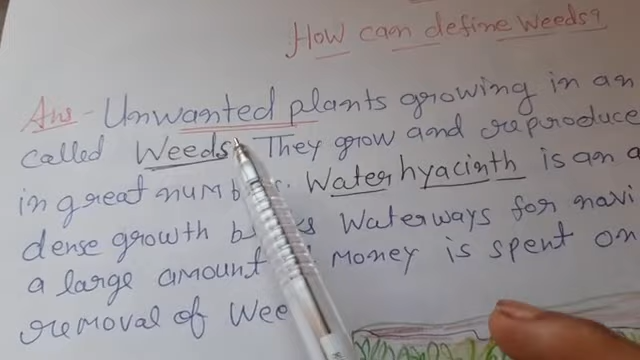 How can define Weeds?
Ans - Unwanted plants growing in an
called Weeds. They grow and reproduce
in great number. Water hyacinth is an a
dense growth b s Waterways for navi
a large amount money is spent on
removal of Wee